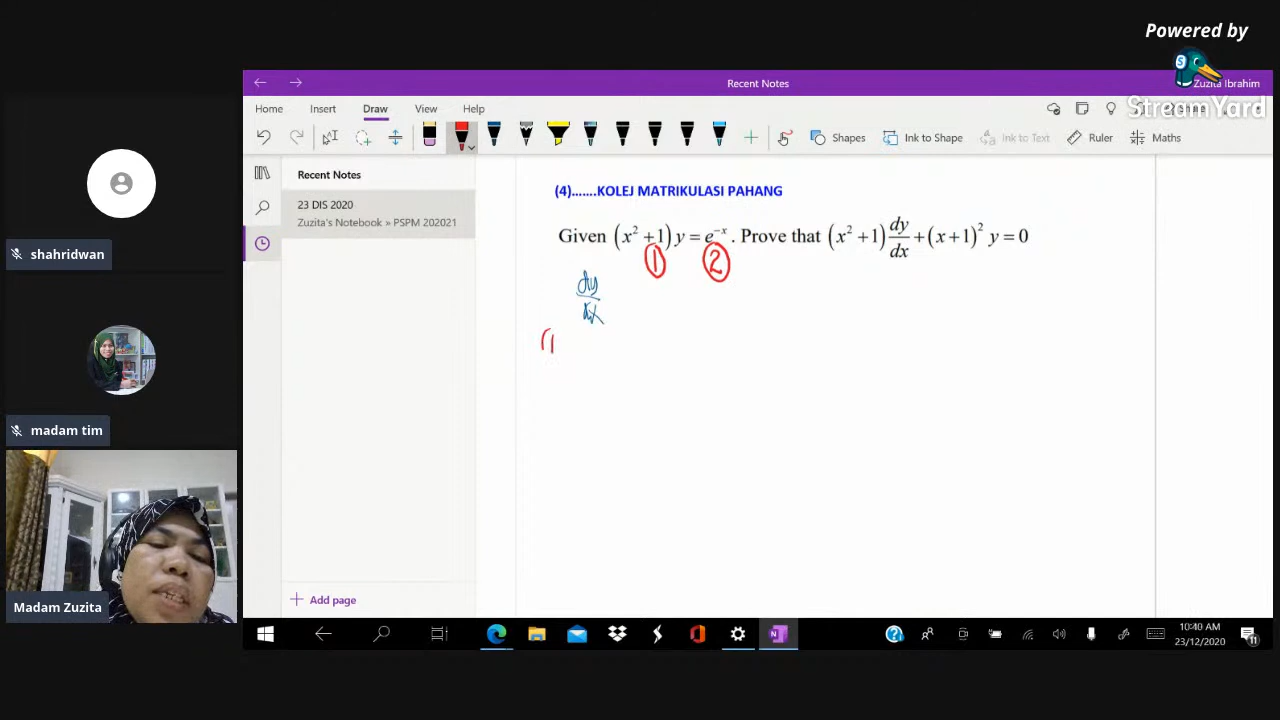 Powered by
S
StreamYard
Recent Notes
Zuzita Ibrahim
Home Insert Draw View Help
Shapes Ink to Shape Ink to Text Ruler Maths
Recent Notes
23 DIS 2020
Zuzita's Notebook » PSPM 202021
(4).......KOLEJ MATRIKULASI PAHANG
Given (x² + 1) y = e⁻ˣ. Prove that (x² + 1) dy/dx + (x + 1)² y = 0
1 2
dy
dx
shahridwan
madam tim
Madam Zuzita
Add page
10:40 AM
23/12/2020
11